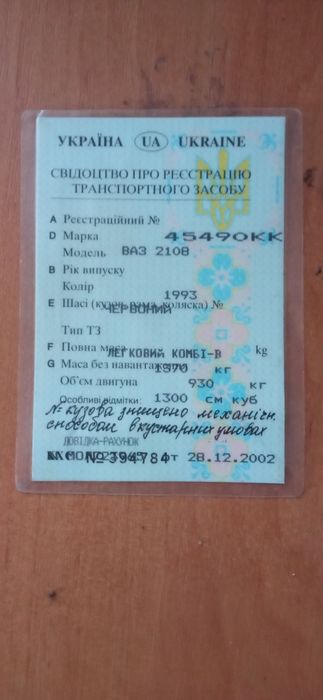 УКРАЇНА UA UKRAINE
СВІДОЦТВО ПРО РЕЄСТРАЦІЮ
ТРАНСПОРТНОГО ЗАСОБУ
A Реєстраційний №
D Марка 45490КК
Модель ВАЗ 2108
B Рік випуску
Колір 1993
E Шасі (кузов, рама, коляска) №
ЧЕРВОНИЙ
Тип ТЗ
F Повна маса ЛЕГКОВИЙ КОМБІ-В kg
G Маса без навантаж 1370 кг
Об'єм двигуна 930 кг
Особливі відмітки: 1300 см куб
№ кузова знищено механічн.
способом в кустарних умовах
ДОВІДКА-РАХУНОК
№394784 от 28.12.2002